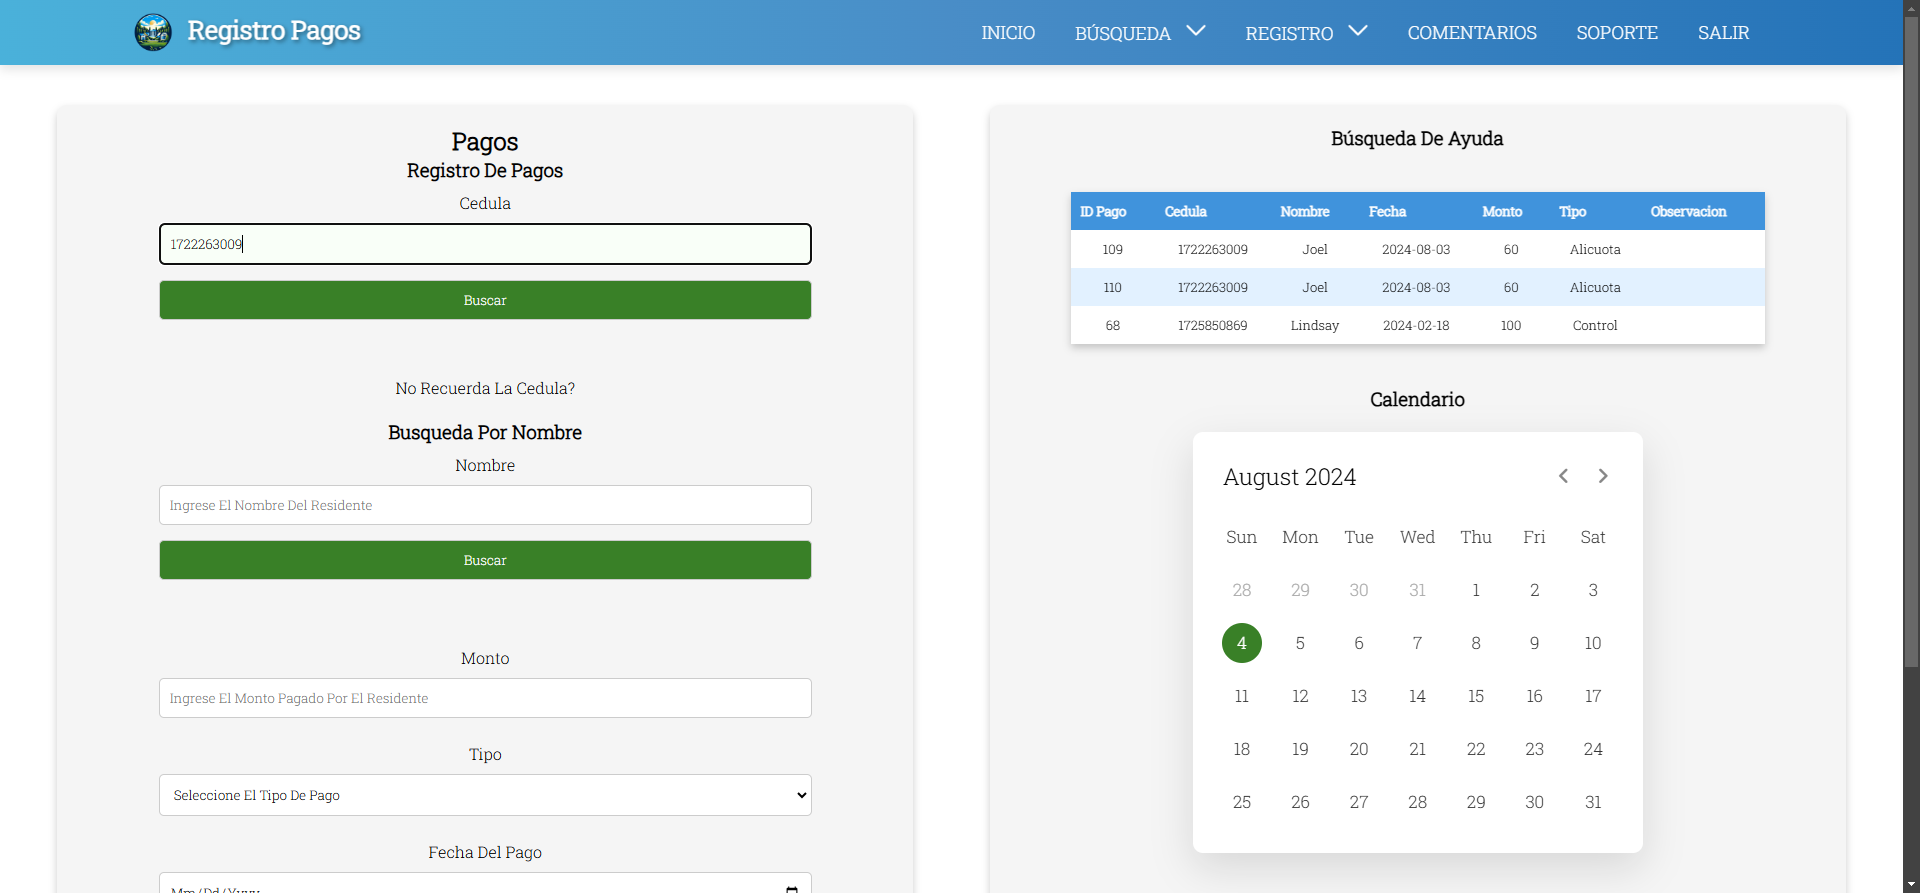 Registro Pagos
INICIO BÚSQUEDA REGISTRO COMENTARIOS SOPORTE SALIR
Pagos
Registro De Pagos
Cedula
1722263009
Buscar
No Recuerda La Cedula?
Busqueda Por Nombre
Nombre
Ingrese El Nombre Del Residente
Buscar
Monto
Ingrese El Monto Pagado Por El Residente
Tipo
Seleccione El Tipo De Pago
Fecha Del Pago
Mm/Dd/Yyyy
Búsqueda De Ayuda
ID Pago Cedula Nombre Fecha Monto Tipo Observacion
109 1722263009 Joel 2024-08-03 60 Alicuota
110 1722263009 Joel 2024-08-03 60 Alicuota
68 1725850869 Lindsay 2024-02-18 100 Control
Calendario
August 2024
Sun Mon Tue Wed Thu Fri Sat
28 29 30 31 1 2 3
4 5 6 7 8 9 10
11 12 13 14 15 16 17
18 19 20 21 22 23 24
25 26 27 28 29 30 31